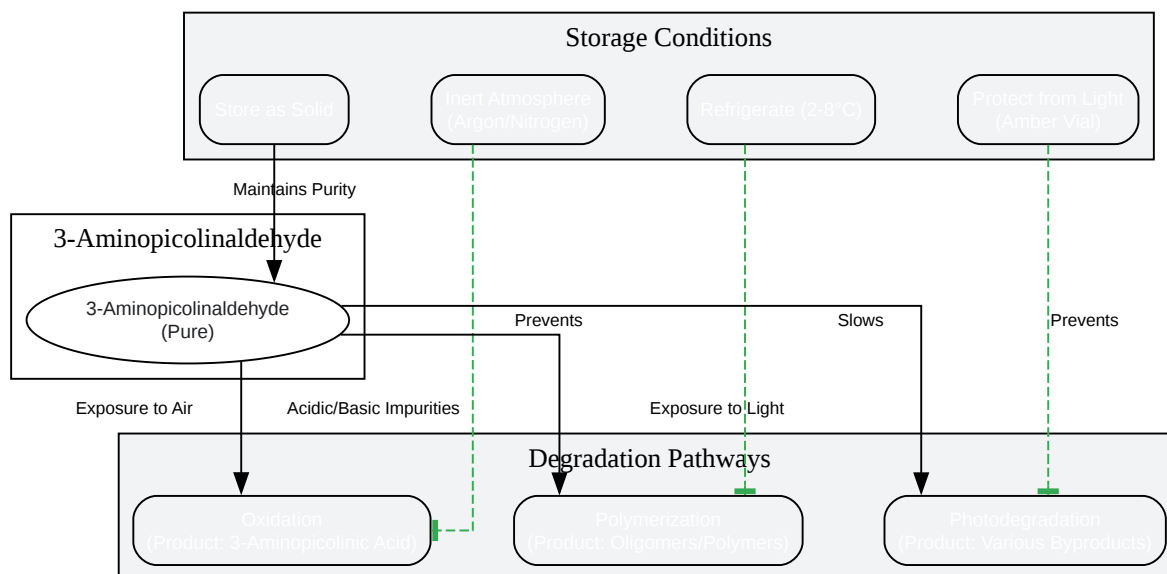 Storage Conditions
Store as Solid
Inert Atmosphere
(Argon/Nitrogen)
Refrigerate (2-8°C)
Protect from Light
(Amber Vial)
Maintains Purity
3-Aminopicolinaldehyde
3-Aminopicolinaldehyde
(Pure)
Prevents
Slows
Prevents
Exposure to Air
Acidic/Basic Impurities
Exposure to Light
Degradation Pathways
Oxidation
(Product: 3-Aminopicolinic Acid)
Polymerization
(Product: Oligomers/Polymers)
Photodegradation
(Product: Various Byproducts)